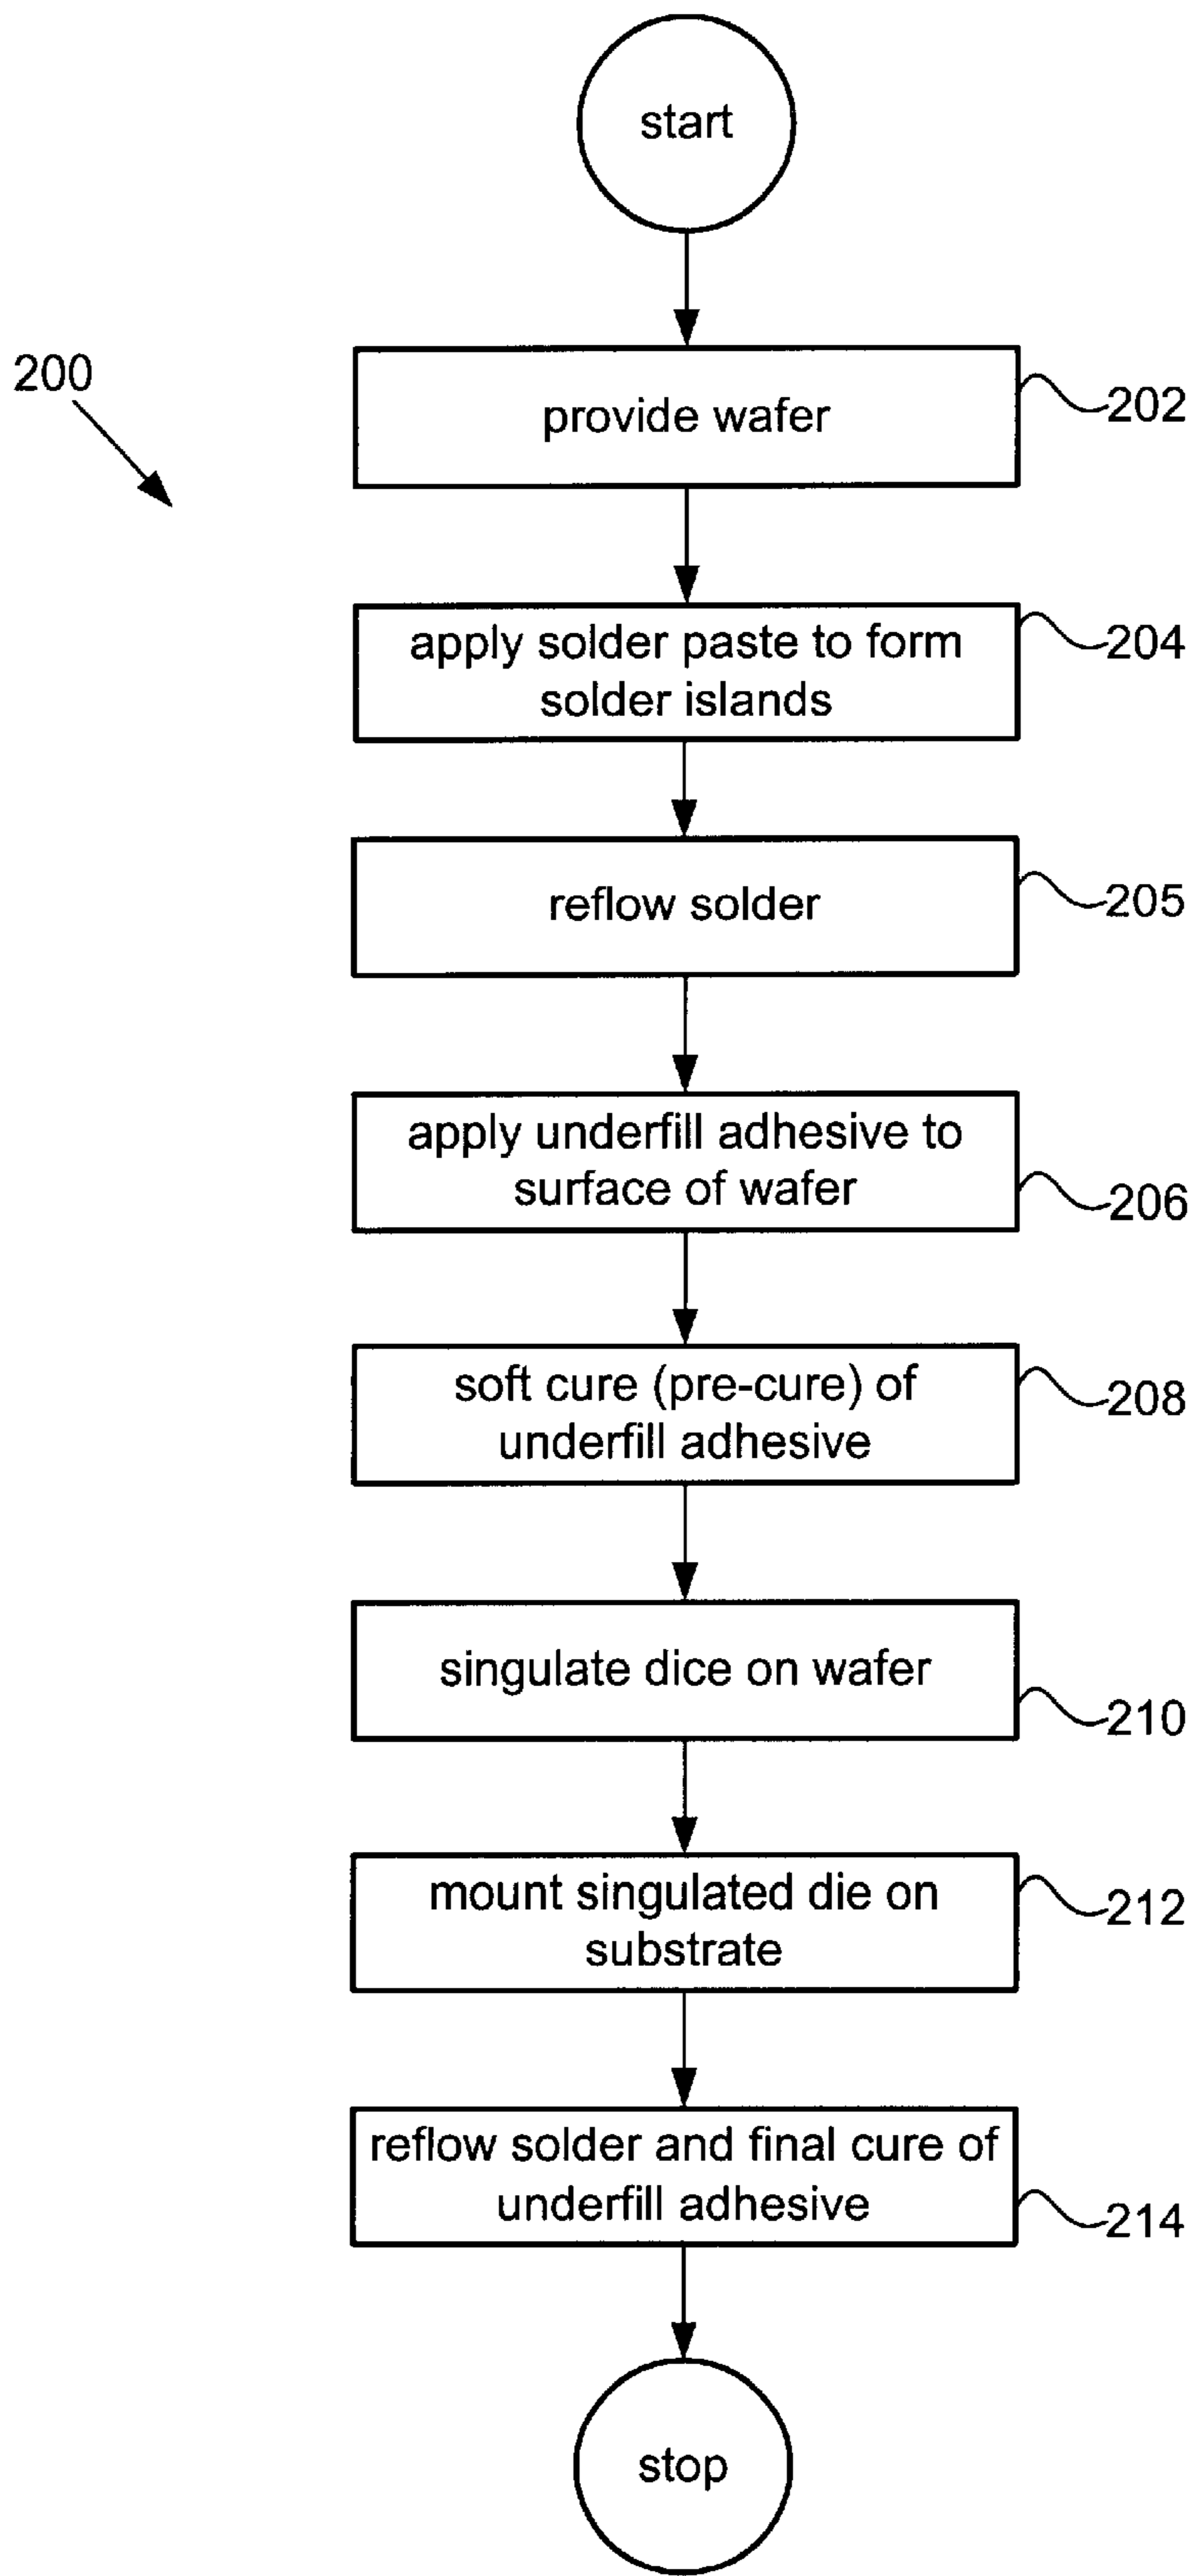 start
200
provide wafer
202
apply solder paste to form
solder islands
204
reflow solder
205
apply underfill adhesive to
surface of wafer
206
soft cure (pre-cure) of
underfill adhesive
208
singulate dice on wafer
210
mount singulated die on
substrate
212
reflow solder and final cure of
underfill adhesive
214
stop